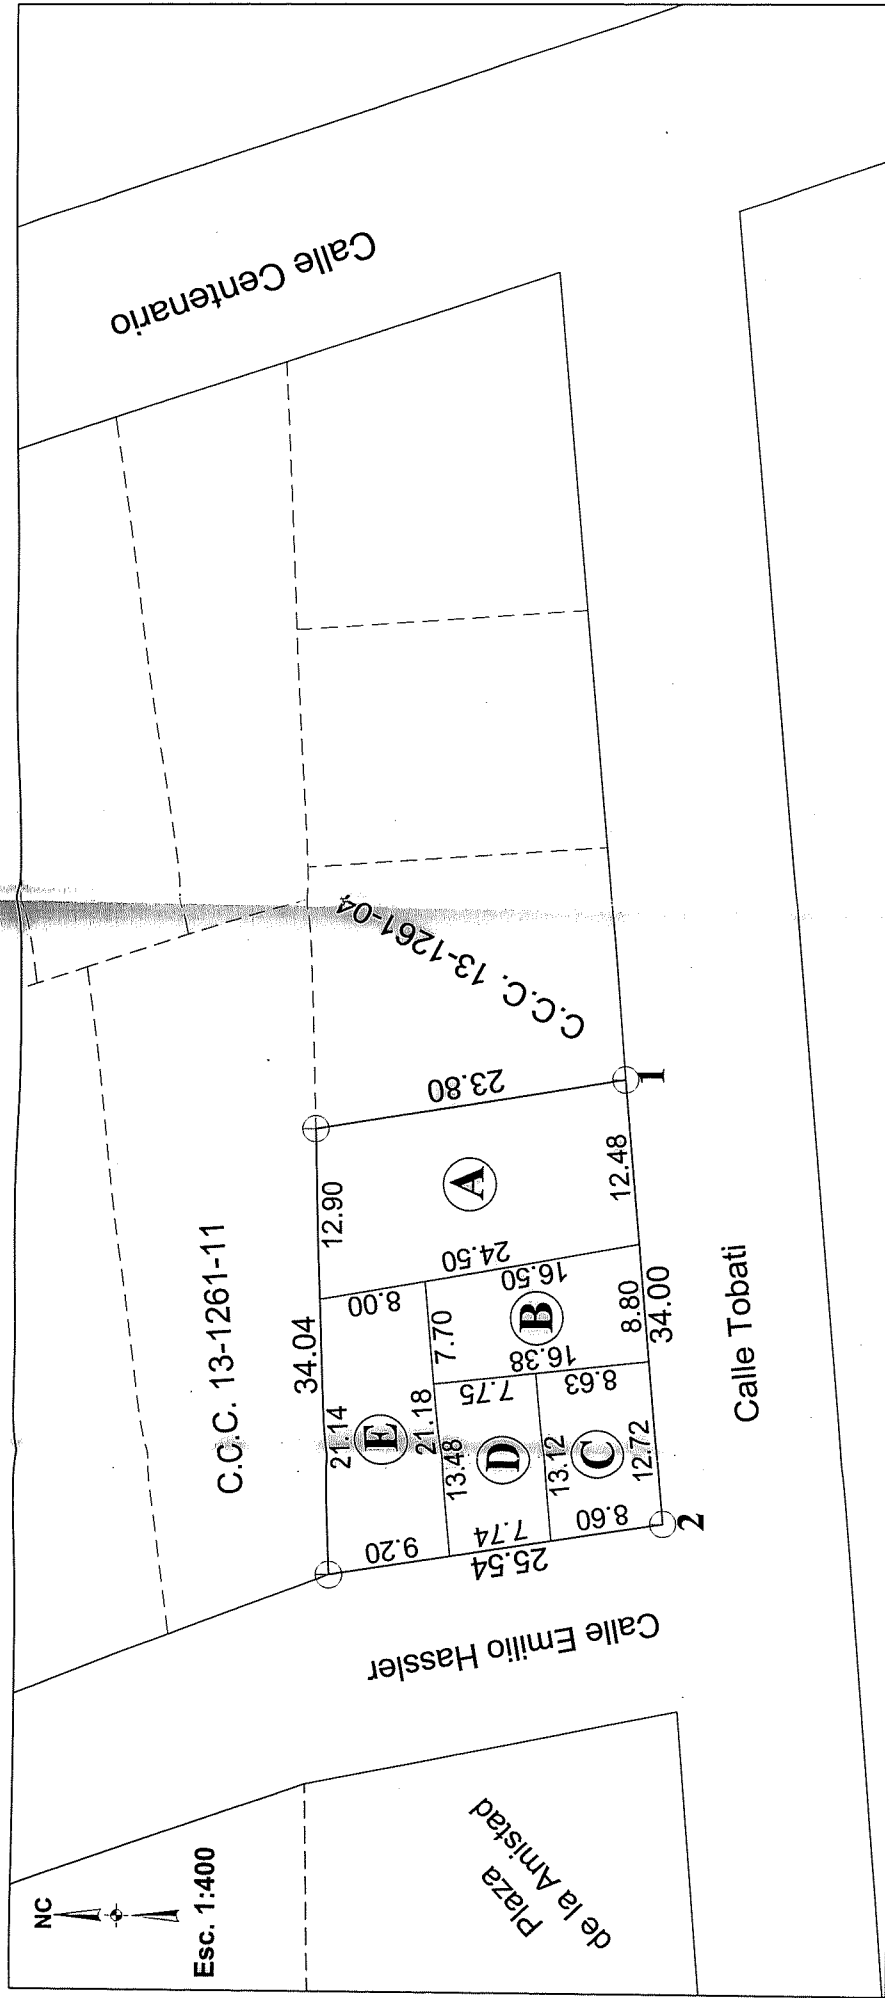 NC
Esc. 1:400
Plaza
de la Amistad
Calle Emilio Hassler
Calle Centenario
Calle Tobati
C.C.C. 13-1261-11
C.C.C. 13-1261-04
34.04
21.14
12.90
23.80
A
24.50
12.48
1
8.00
E
9.20
21.18
7.70
16.50
B
16.38
8.80
34.00
13.48
7.75
D
7.74
25.54
13.12
8.63
C
8.60
12.72
2